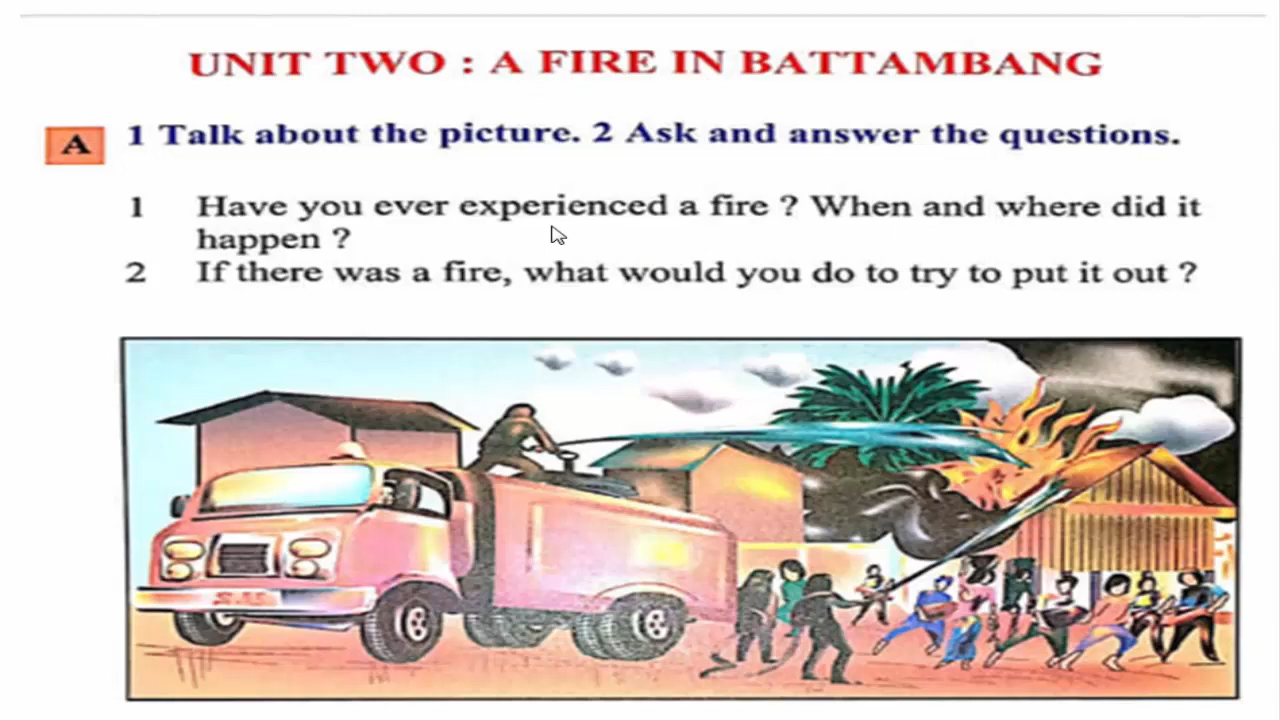 UNIT TWO : A FIRE IN BATTAMBANG
A 1 Talk about the picture. 2 Ask and answer the questions.
1 Have you ever experienced a fire ? When and where did it
happen ?
2 If there was a fire, what would you do to try to put it out ?